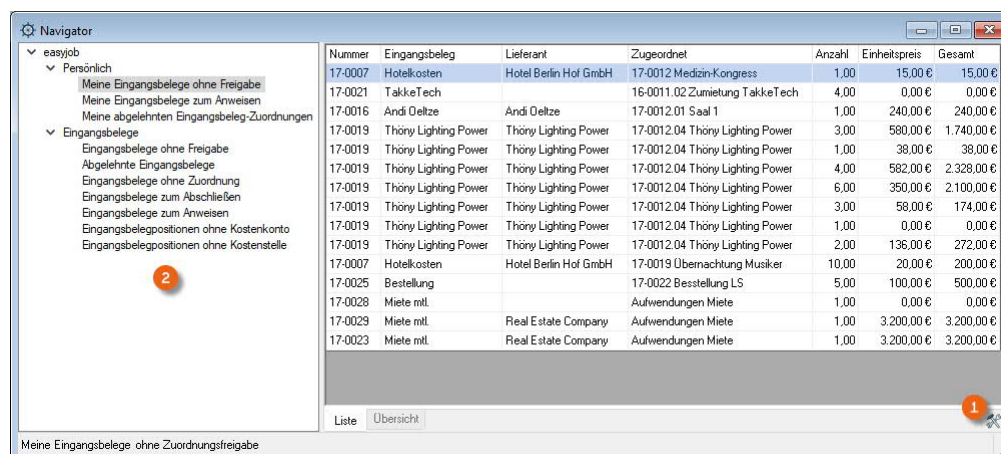 Navigator
easyjob
Persönlich
Meine Eingangsbelege ohne Freigabe
Meine Eingangsbelege zum Anweisen
Meine abgelehnten Eingangsbeleg-Zuordnungen
Eingangsbelege
Eingangsbelege ohne Freigabe
Abgelehnte Eingangsbelege
Eingangsbelege ohne Zuordnung
Eingangsbelege zum Abschließen
Eingangsbelege zum Anweisen
Eingangsbelegpositionen ohne Kostenkonto
Eingangsbelegpositionen ohne Kostenstelle
2
Nummer Eingangsbeleg Lieferant Zugeordnet Anzahl Einheitspreis Gesamt
17-0007 Hotelkosten Hotel Berlin Hof GmbH 17-0012 Medizin-Kongress 1,00 15,00 € 15,00 €
17-0021 TakkeTech 16-0011.02 Zumietung TakkeTech 4,00 0,00 € 0,00 €
17-0016 Andi Oeltze Andi Oeltze 17-0012.01 Saal 1 1,00 240,00 € 240,00 €
17-0019 Thöny Lighting Power Thöny Lighting Power 17-0012.04 Thöny Lighting Power 3,00 580,00 € 1.740,00 €
17-0019 Thöny Lighting Power Thöny Lighting Power 17-0012.04 Thöny Lighting Power 1,00 38,00 € 38,00 €
17-0019 Thöny Lighting Power Thöny Lighting Power 17-0012.04 Thöny Lighting Power 4,00 582,00 € 2.328,00 €
17-0019 Thöny Lighting Power Thöny Lighting Power 17-0012.04 Thöny Lighting Power 6,00 350,00 € 2.100,00 €
17-0019 Thöny Lighting Power Thöny Lighting Power 17-0012.04 Thöny Lighting Power 3,00 58,00 € 174,00 €
17-0019 Thöny Lighting Power Thöny Lighting Power 17-0012.04 Thöny Lighting Power 1,00 0,00 € 0,00 €
17-0019 Thöny Lighting Power Thöny Lighting Power 17-0012.04 Thöny Lighting Power 2,00 136,00 € 272,00 €
17-0007 Hotelkosten Hotel Berlin Hof GmbH 17-0019 Übernachtung Musiker 10,00 20,00 € 200,00 €
17-0025 Bestellung 17-0022 Besstellung LS 5,00 100,00 € 500,00 €
17-0028 Miete mtl. Aufwendungen Miete 1,00 0,00 € 0,00 €
17-0029 Miete mtl. Real Estate Company Aufwendungen Miete 1,00 3.200,00 € 3.200,00 €
17-0023 Miete mtl. Real Estate Company Aufwendungen Miete 1,00 3.200,00 € 3.200,00 €
1
Liste Übersicht
Meine Eingangsbelege ohne Zuordnungsfreigabe